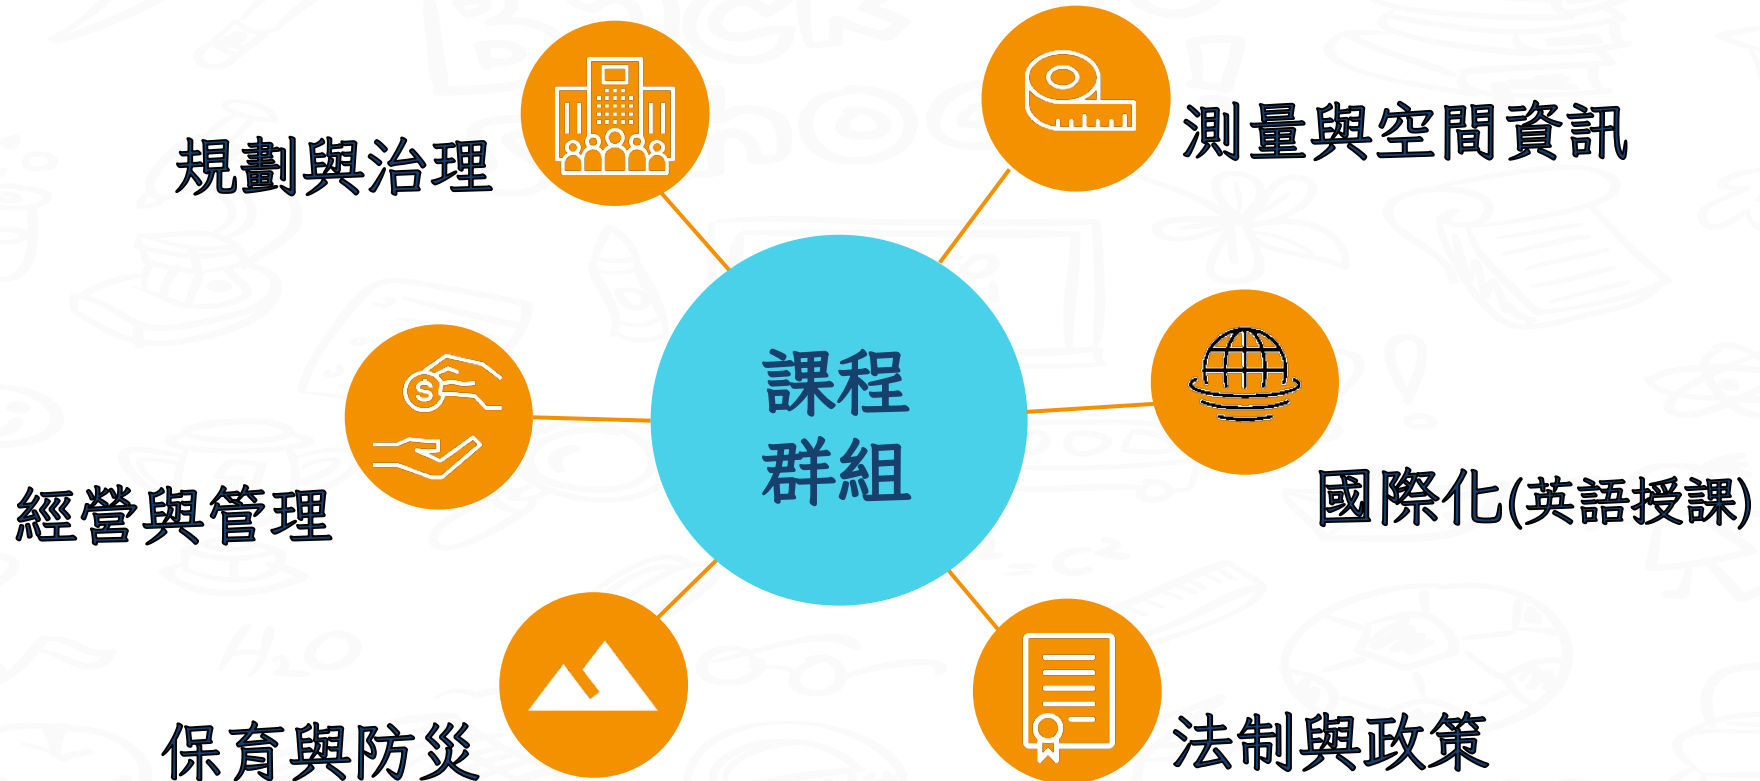 規劃與治理
測量與空間資訊
課程
群組
經營與管理
國際化(英語授課)
保育與防災
法制與政策